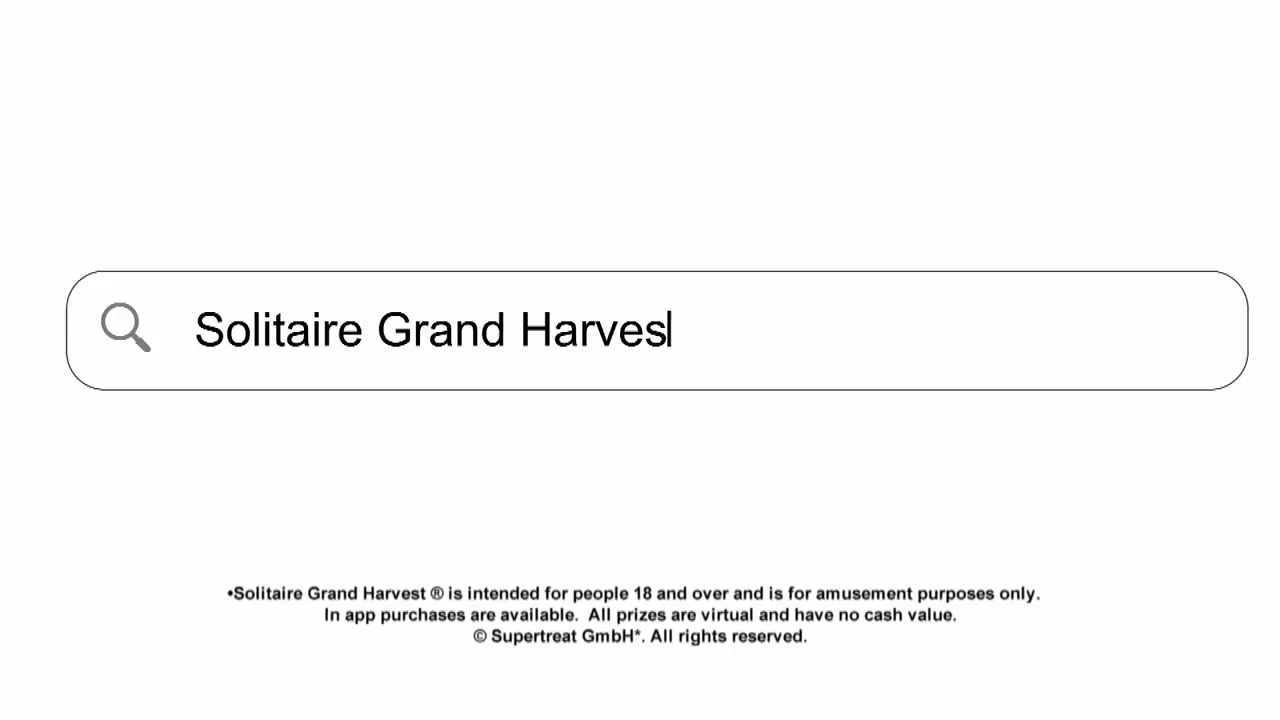 Solitaire Grand Harves
•Solitaire Grand Harvest ® is intended for people 18 and over and is for amusement purposes only.
In app purchases are available. All prizes are virtual and have no cash value.
© Supertreat GmbH*. All rights reserved.